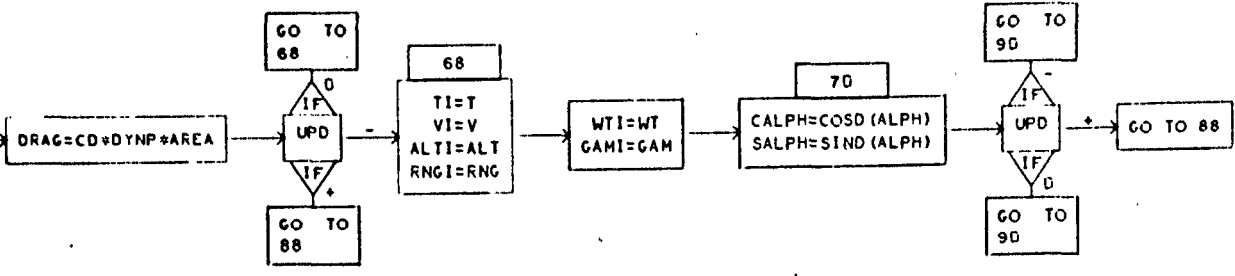 DRAG=CD*DYNP*AREA
GO TO
68
0
IF
UPD
-
IF
+
GO TO
88
68
TI=T
VI=V
ALTI=ALT
RNGI=RNG
WTI=WT
GAMI=GAM
70
CALPH=COSD(ALPH)
SALPH=SIND(ALPH)
GO TO
90
-
IF
UPD
+
IF
0
GO TO
90
GO TO 88